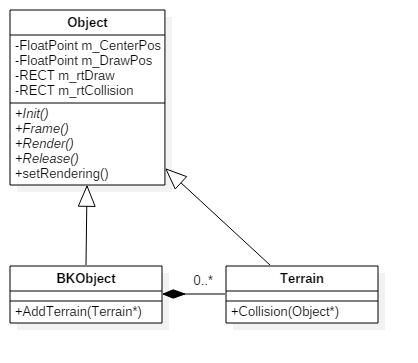 Object
-FloatPoint m_CenterPos
-FloatPoint m_DrawPos
-RECT m_rtDraw
-RECT m_rtCollision
+Init()
+Frame()
+Render()
+Release()
+setRendering()
BKObject
+AddTerrain(Terrain*)
0..*
Terrain
+Collision(Object*)